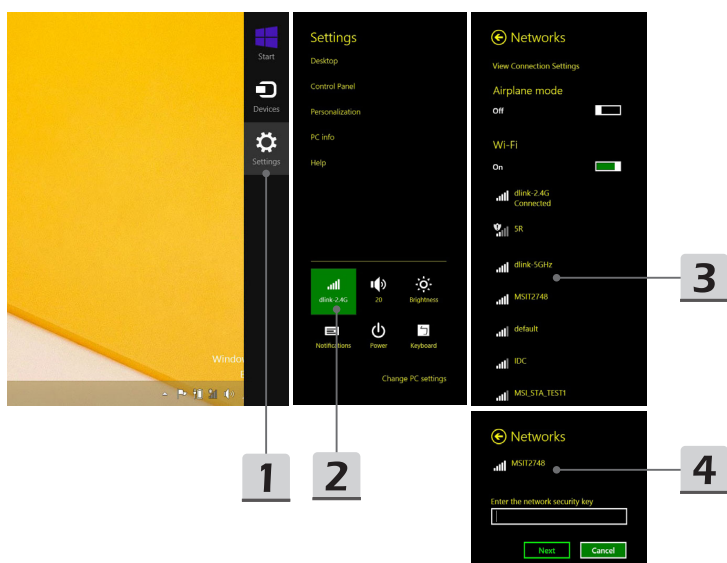 Start
Devices
Settings
Windo
1
Settings
Desktop
Control Panel
Personalization
PC info
Help
dlink-2.4G
20
Brightness
Notifications
Power
Keyboard
Change PC settings
2
Networks
View Connection Settings
Airplane mode
Off
Wi-Fi
On
dlink-2.4G
Connected
5R
dlink-5GHz
MSIT2748
default
IDC
MSI_STA_TEST1
3
Networks
MSIT2748
Enter the network security key
Next
Cancel
4